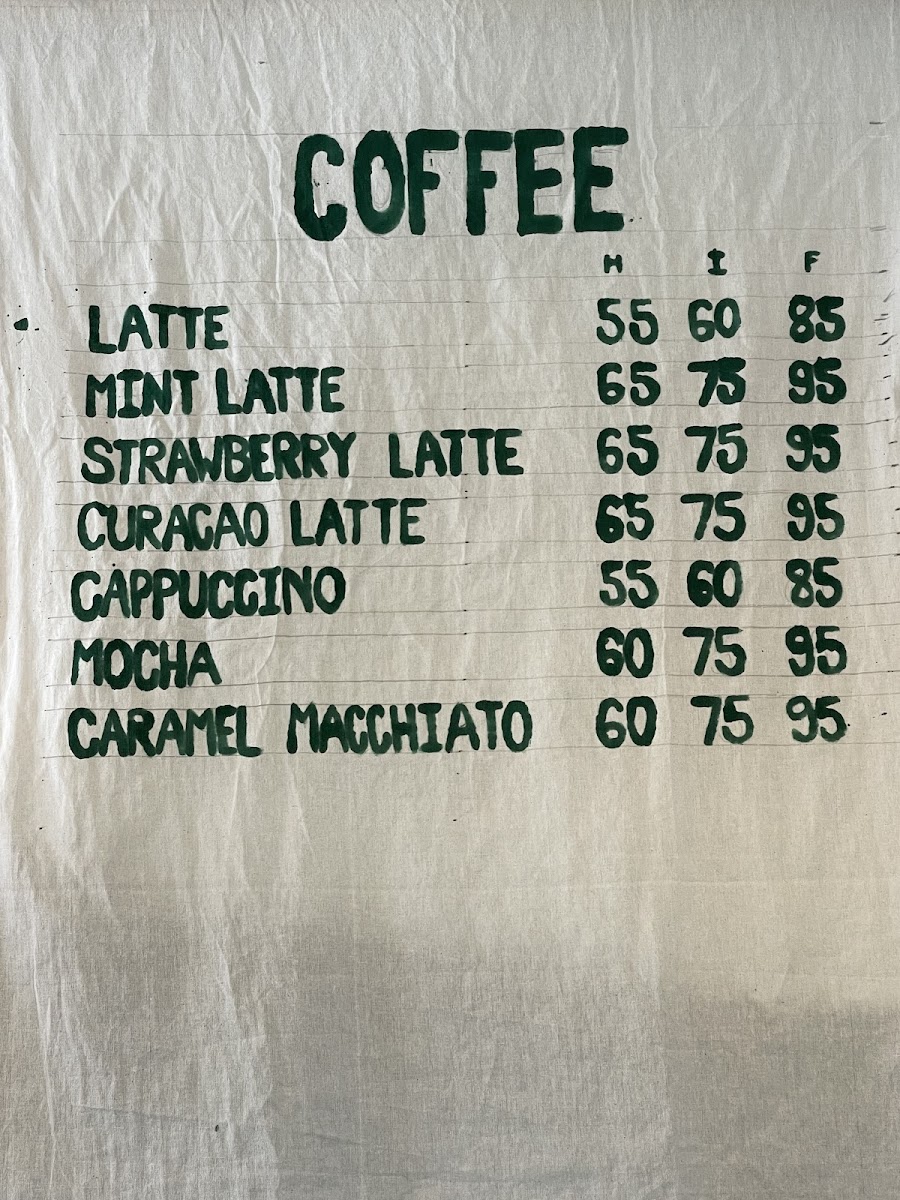 COFFEE
H I F
LATTE 55 60 85
MINT LATTE 65 75 95
STRAWBERRY LATTE 65 75 95
CURACAO LATTE 65 75 95
CAPPUCCINO 55 60 85
MOCHA 60 75 95
CARAMEL MACCHIATO 60 75 95